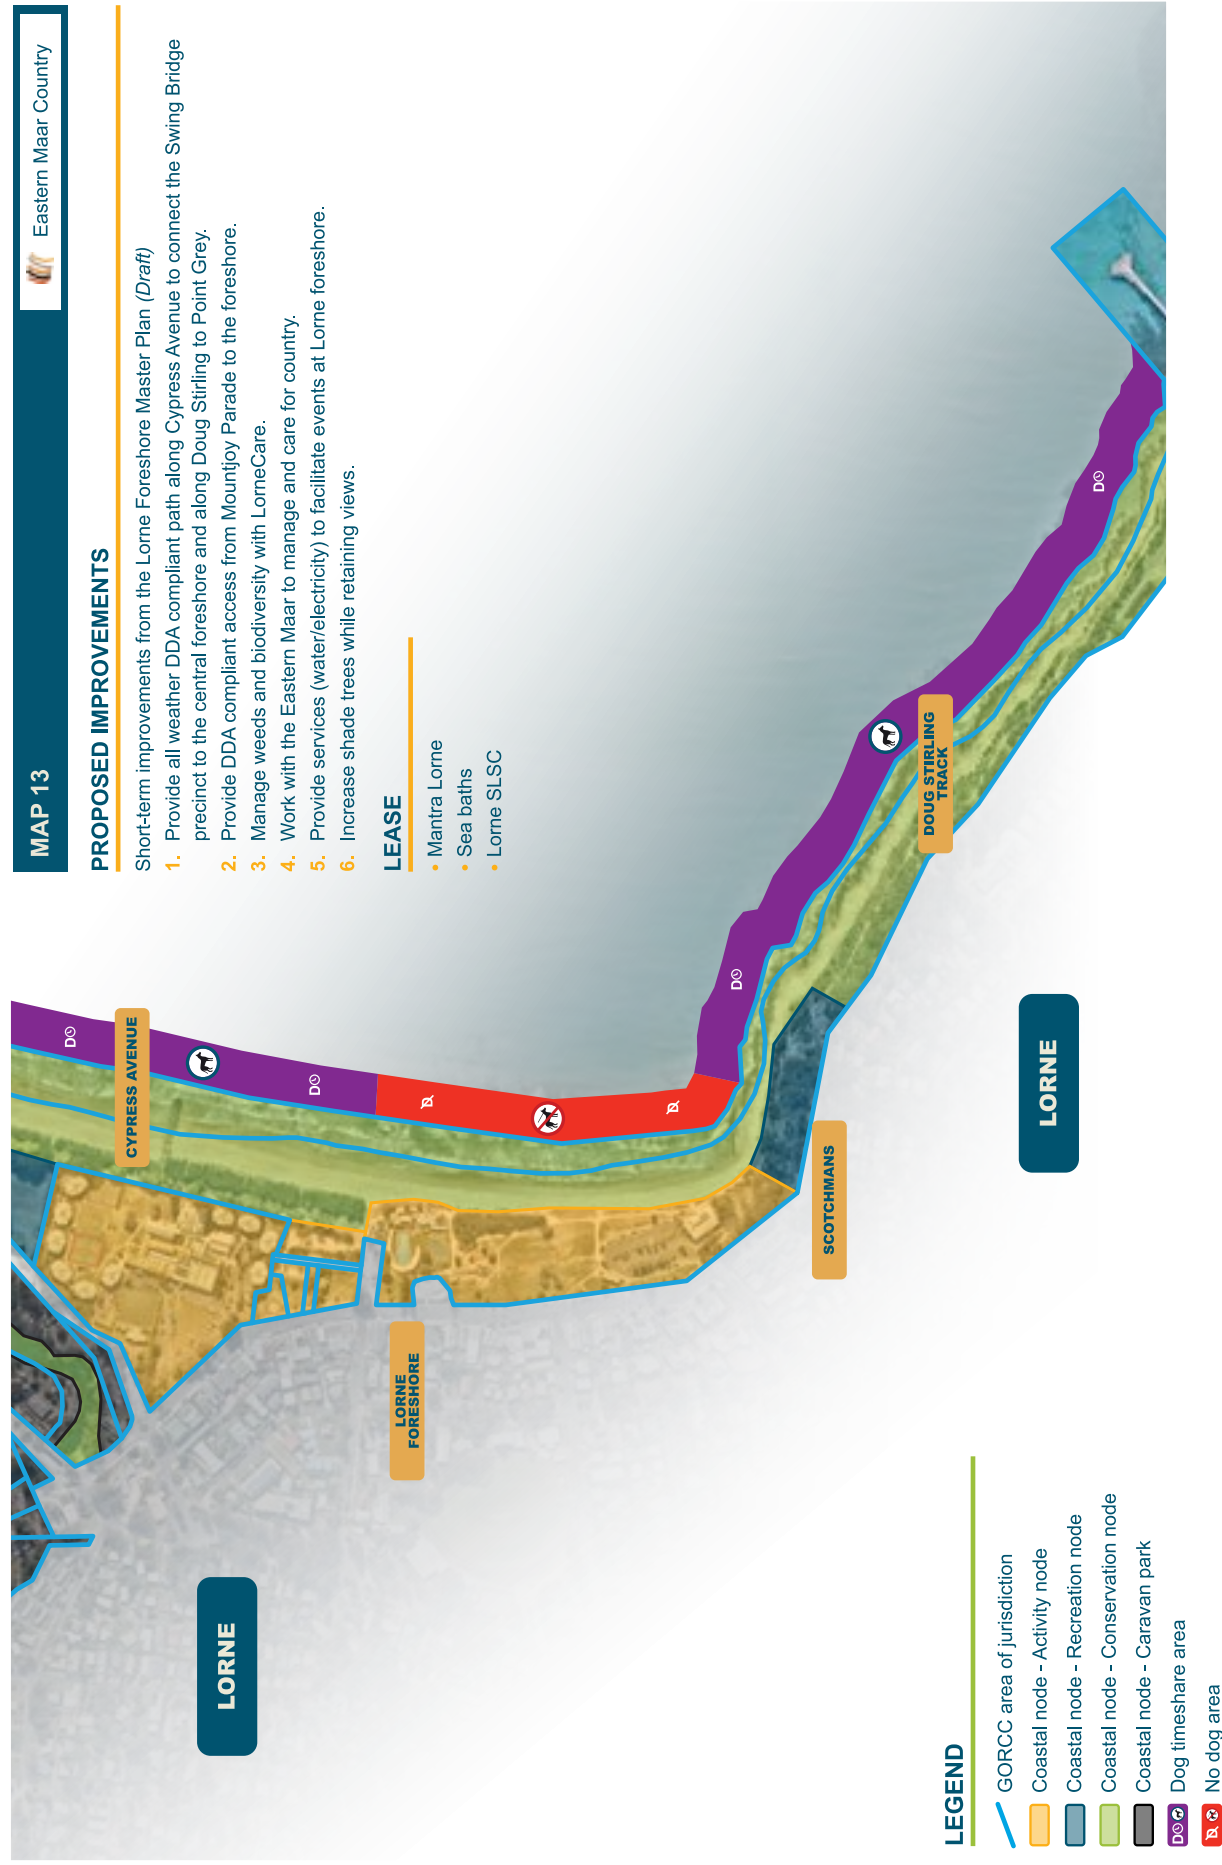 MAP 13
Eastern Maar Country
PROPOSED IMPROVEMENTS
Short-term improvements from the Lorne Foreshore Master Plan (Draft)
1. Provide all weather DDA compliant path along Cypress Avenue to connect the Swing Bridge
precinct to the central foreshore and along Doug Stirling to Point Grey.
2. Provide DDA compliant access from Mountjoy Parade to the foreshore.
3. Manage weeds and biodiversity with LorneCare.
4. Work with the Eastern Maar to manage and care for country.
5. Provide services (water/electricity) to facilitate events at Lorne foreshore.
6. Increase shade trees while retaining views.
LEASE
• Mantra Lorne
• Sea baths
• Lorne SLSC
D
CYPRESS AVENUE
D
D
D
D
DOUG STIRLING
TRACK
D
SCOTCHMANS
LORNE
FORESHORE
LORNE
LORNE
LEGEND
GORCC area of jurisdiction
Coastal node - Activity node
Coastal node - Recreation node
Coastal node - Conservation node
Coastal node - Caravan park
D Dog timeshare area
D No dog area